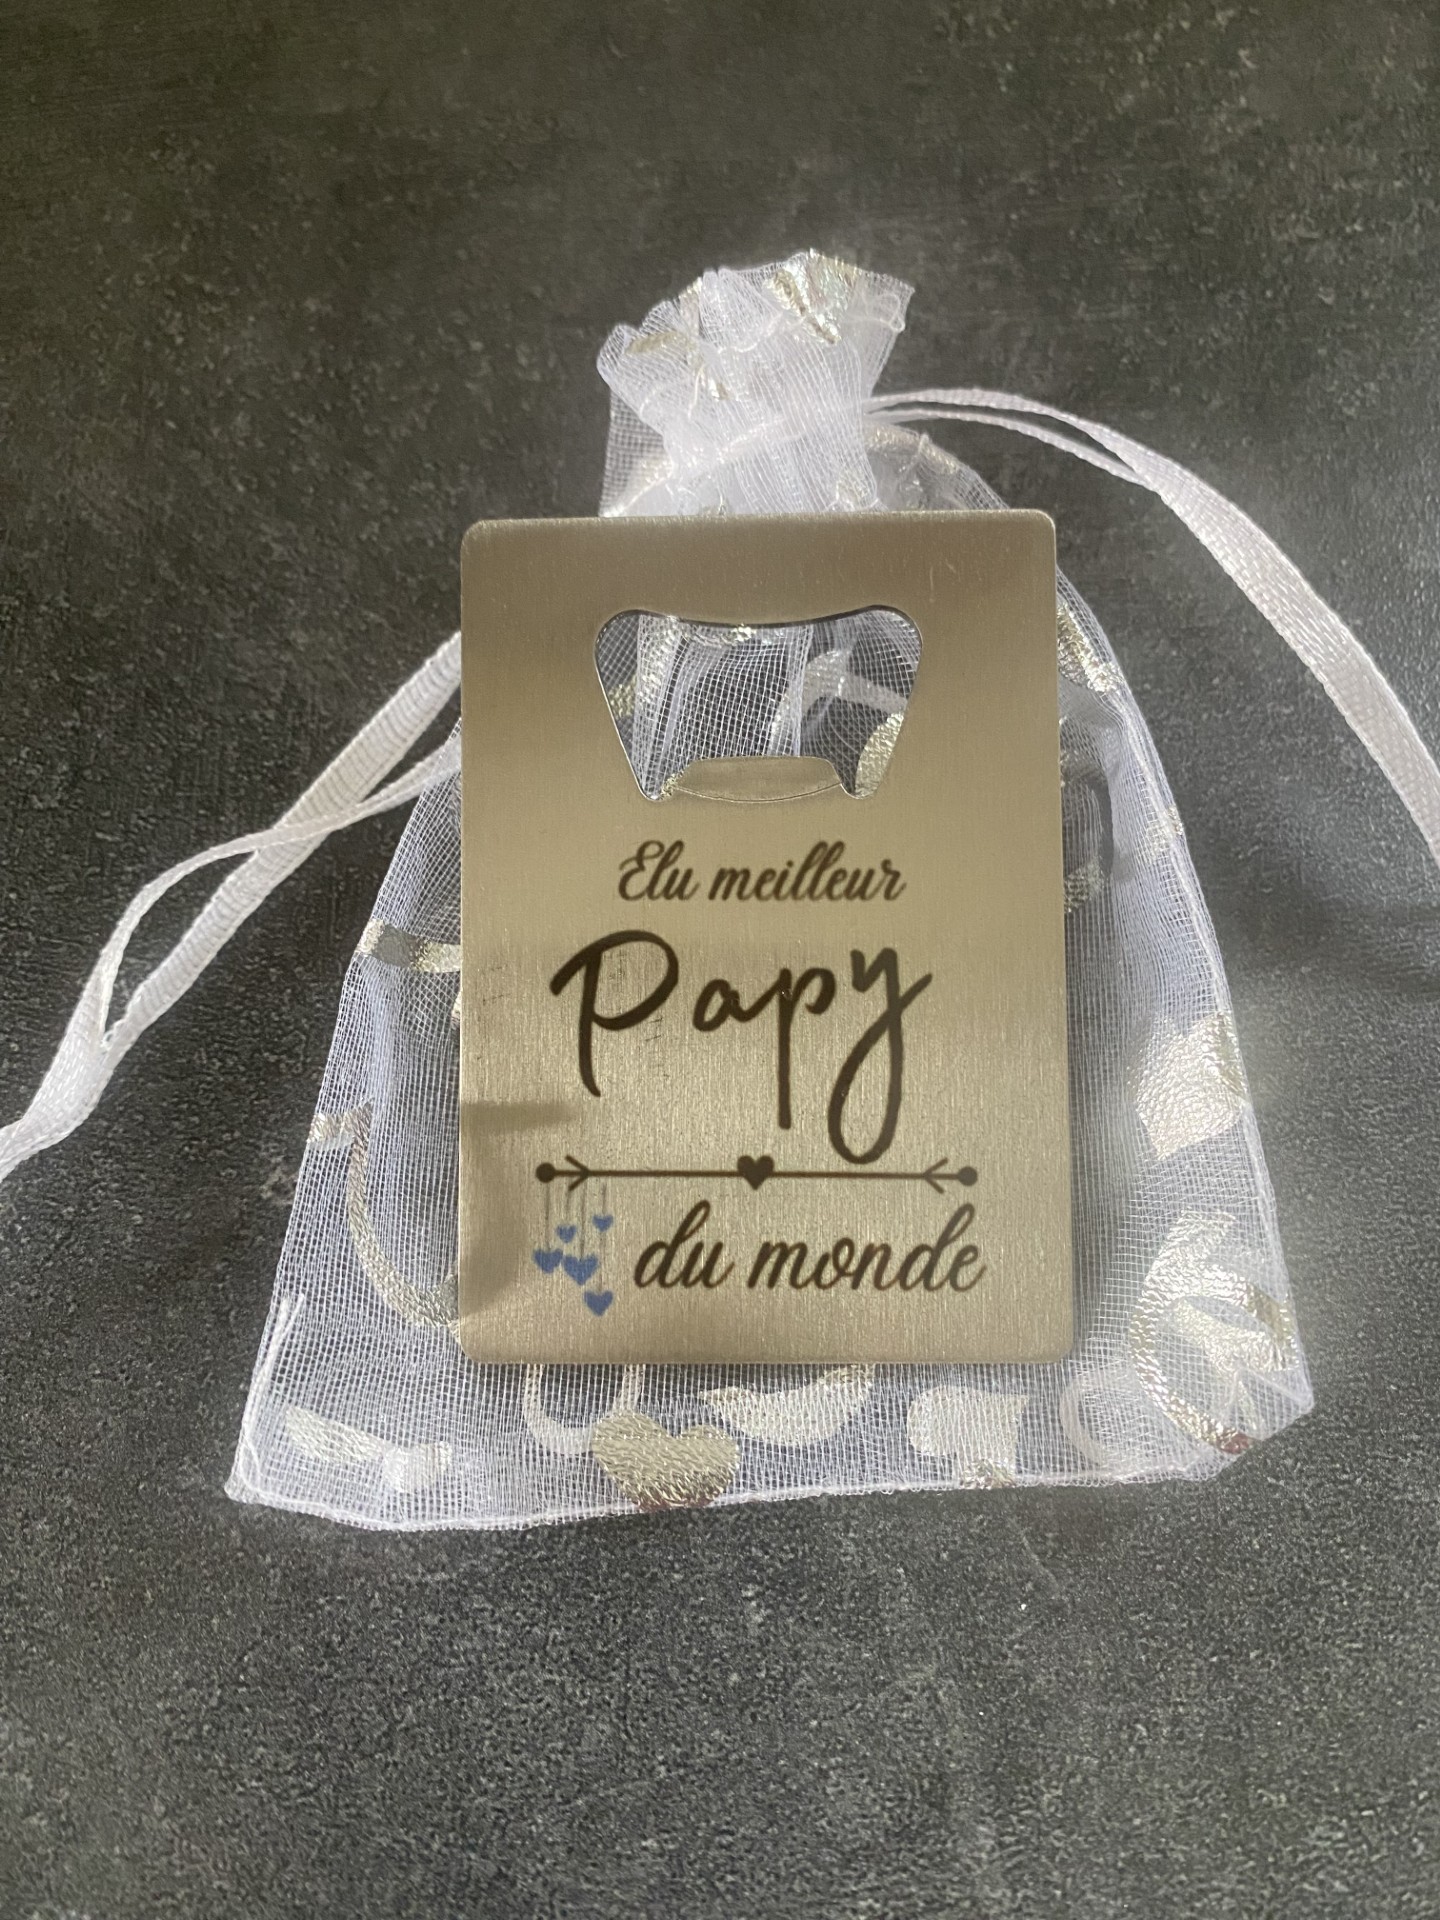 Elu meilleur
Papy
du monde